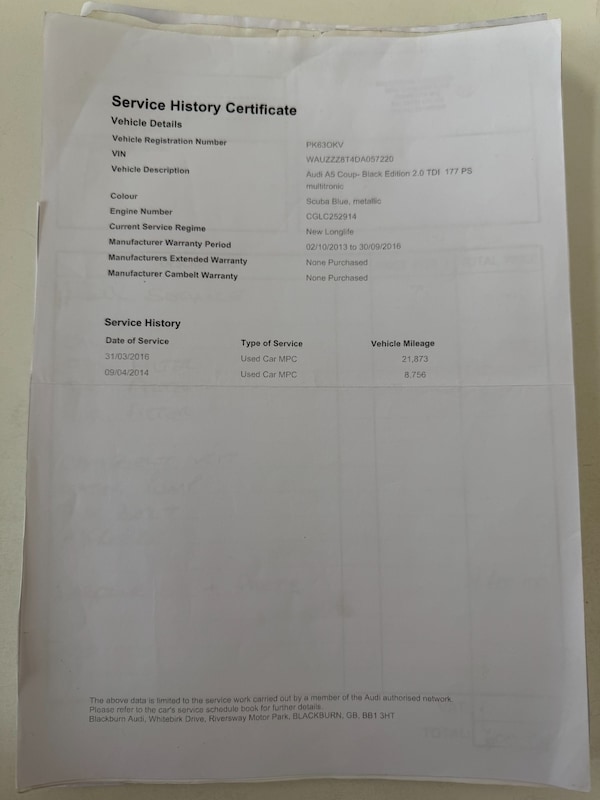 Service History Certificate
Vehicle Details
Vehicle Registration Number PK63OKV
VIN WAUZZZ8T4DA057220
Vehicle Description Audi A5 Coup- Black Edition 2.0 TDI 177 PS
multitronic
Colour Scuba Blue, metallic
Engine Number CGLC252914
Current Service Regime New Longlife
Manufacturer Warranty Period 02/10/2013 to 30/09/2016
Manufacturers Extended Warranty None Purchased
Manufacturer Cambelt Warranty None Purchased
Service History
Date of Service Type of Service Vehicle Mileage
31/03/2016 Used Car MPC 21,873
09/04/2014 Used Car MPC 8,756
The above data is limited to the service work carried out by a member of the Audi authorised network.
Please refer to the car's service schedule book for further details.
Blackburn Audi, Whitebirk Drive, Riversway Motor Park, BLACKBURN, GB, BB1 3HT